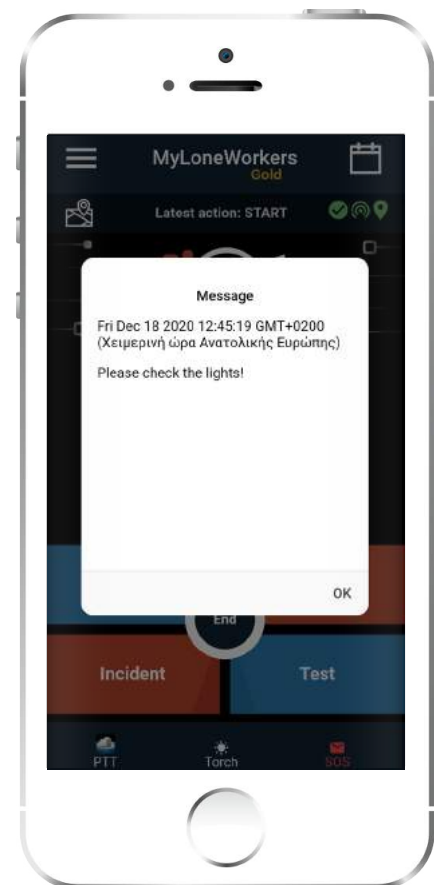 MyLoneWorkers
Gold
Latest action: START
Message
Fri Dec 18 2020 12:45:19 GMT+0200
(Χειμερινή ώρα Ανατολικής Ευρώπης)
Please check the lights!
OK
End
Incident
Test
PTT
Torch
SOS